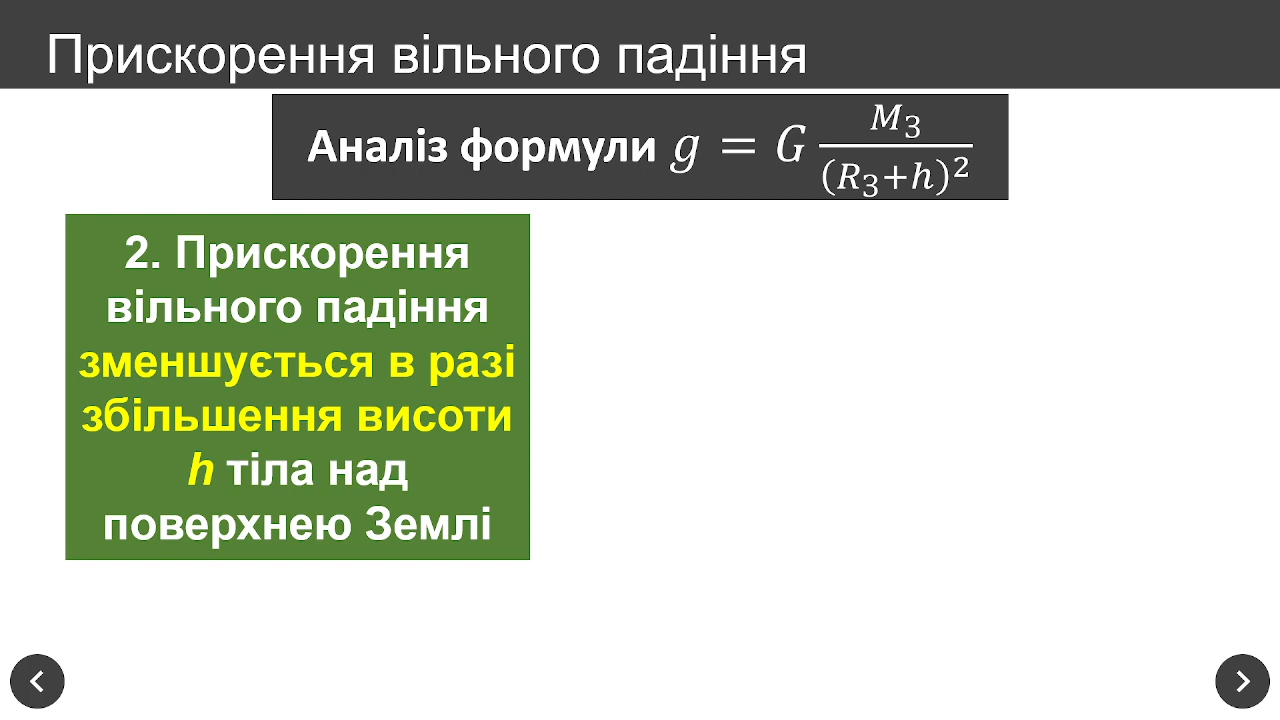 Прискорення вільного падіння
Аналіз формули g = G M_З / (R_З + h)²
2. Прискорення
вільного падіння
зменшується в разі
збільшення висоти
h тіла над
поверхнею Землі